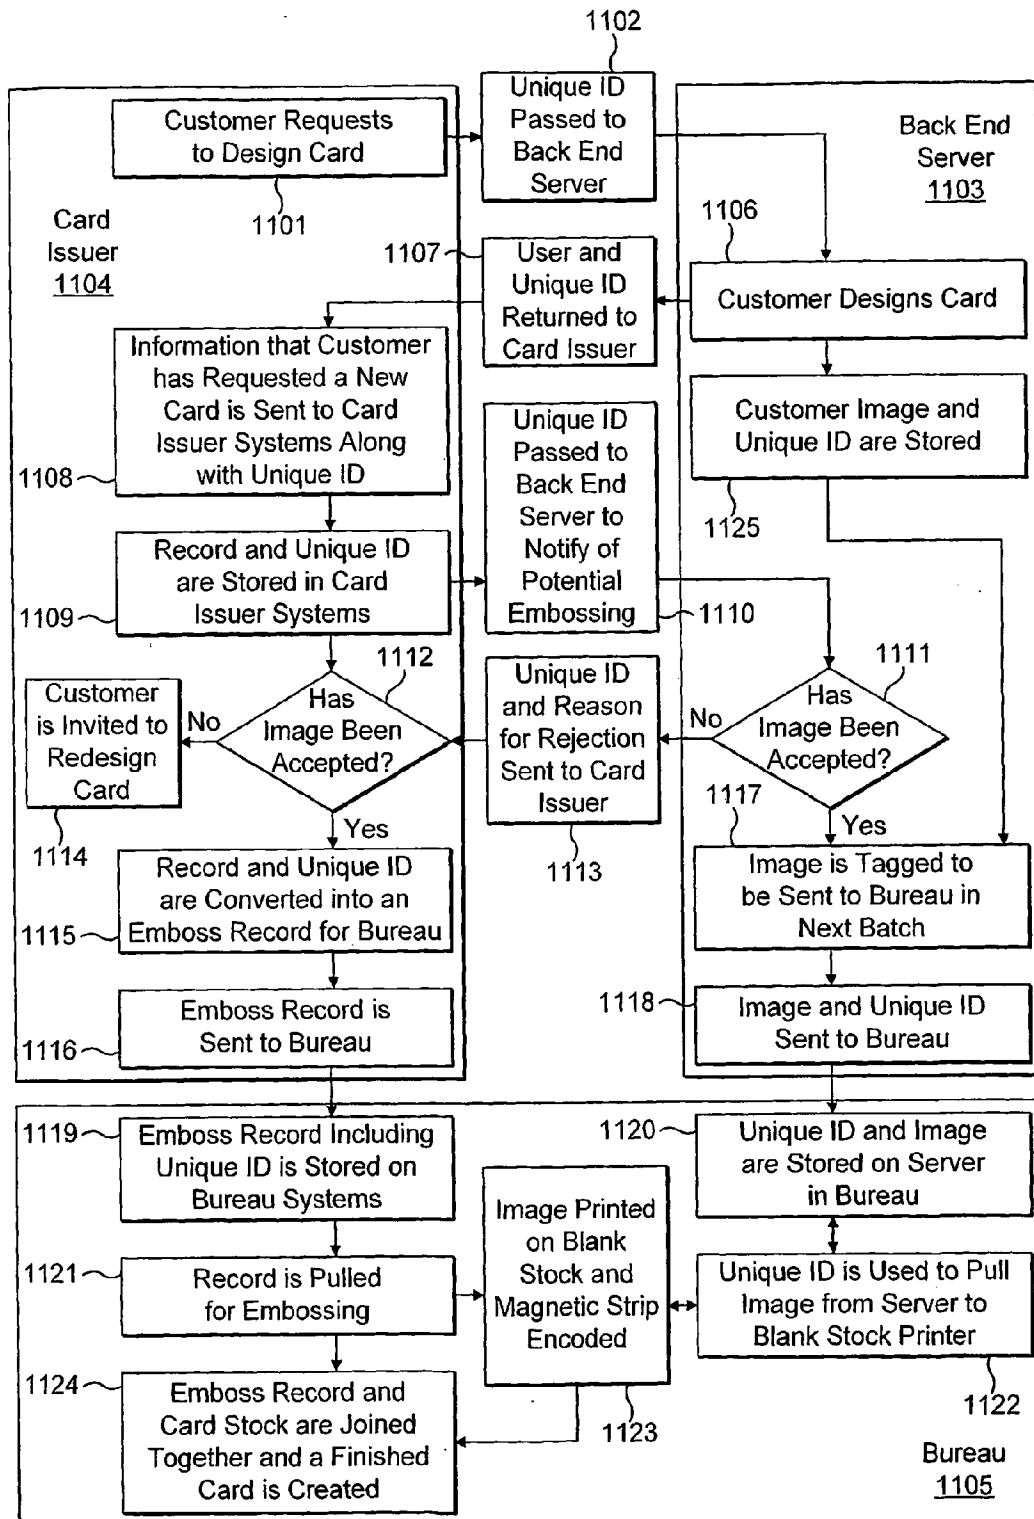 1102
Unique ID
Passed to
Back End
Server
Customer Requests
to Design Card
1101
Back End
Server
1103
Card
Issuer
1104
1107
User and
Unique ID
Returned to
Card Issuer
1106
Customer Designs Card
Information that Customer
has Requested a New
Card is Sent to Card
Issuer Systems Along
with Unique ID
1108
Customer Image and
Unique ID are Stored
1125
Unique ID
Passed to
Back End
Server to
Notify of
Potential
Embossing
1110
Record and Unique ID
are Stored in Card
Issuer Systems
1109
1112
Has
Image Been
Accepted?
No
Yes
Customer
is Invited to
Redesign
Card
1114
Unique ID
and Reason
for Rejection
Sent to Card
Issuer
1113
1111
Has
Image Been
Accepted?
No
Yes
1117
Record and Unique ID
are Converted into an
Emboss Record for Bureau
1115
Image is Tagged to
be Sent to Bureau in
Next Batch
Emboss Record is
Sent to Bureau
1116
1118
Image and Unique ID
Sent to Bureau
1119
Emboss Record Including
Unique ID is Stored on
Bureau Systems
1120
Unique ID and Image
are Stored on Server
in Bureau
1121
Record is Pulled
for Embossing
Image Printed
on Blank
Stock and
Magnetic Strip
Encoded
1123
Unique ID is Used to Pull
Image from Server to
Blank Stock Printer
1122
1124
Emboss Record and
Card Stock are Joined
Together and a Finished
Card is Created
Bureau
1105